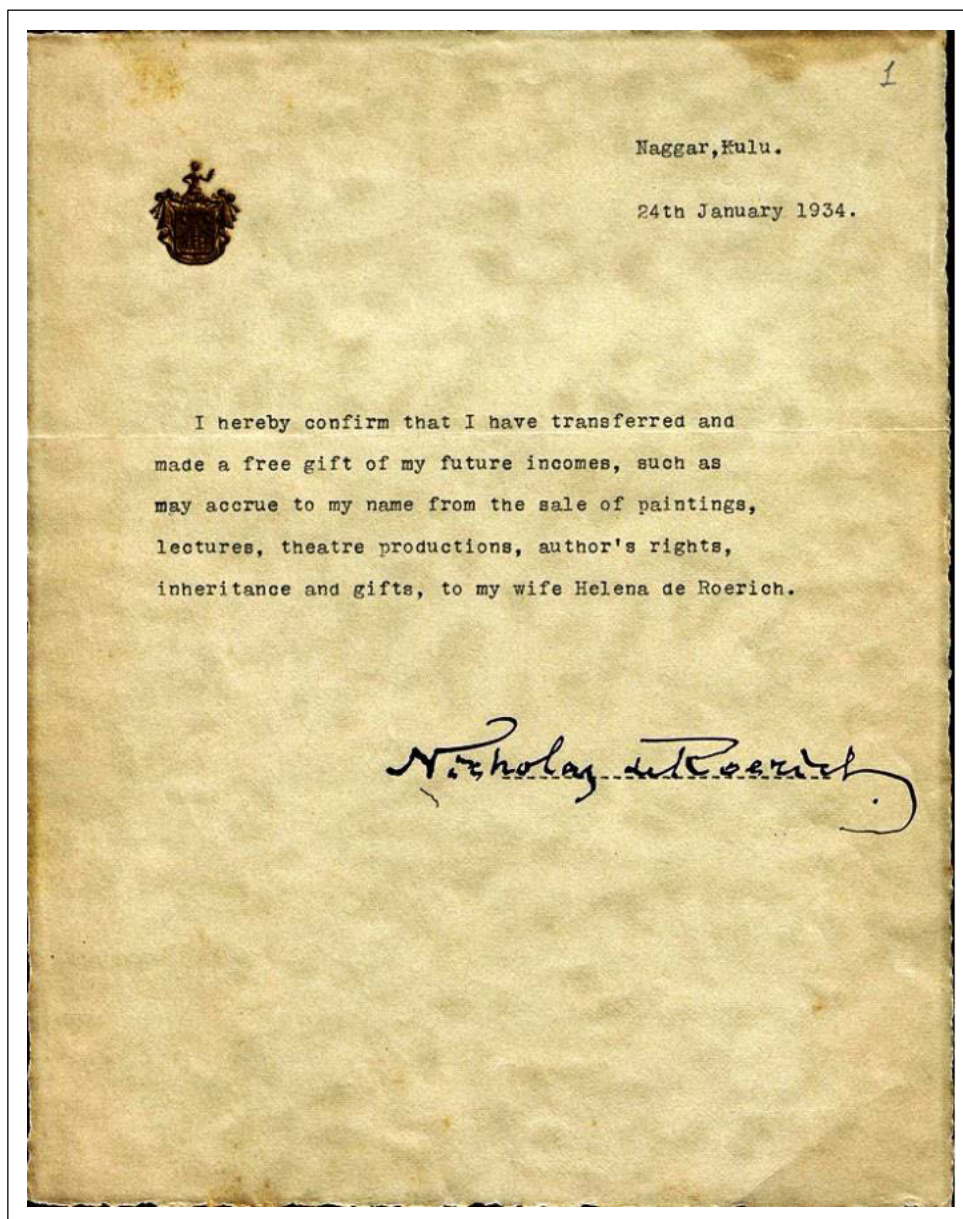 1
Naggar,Kulu.
24th January 1934.
I hereby confirm that I have transferred and
made a free gift of my future incomes, such as
may accrue to my name from the sale of paintings,
lectures, theatre productions, author's rights,
inheritance and gifts, to my wife Helena de Roerich.
Nicholas de Roerich